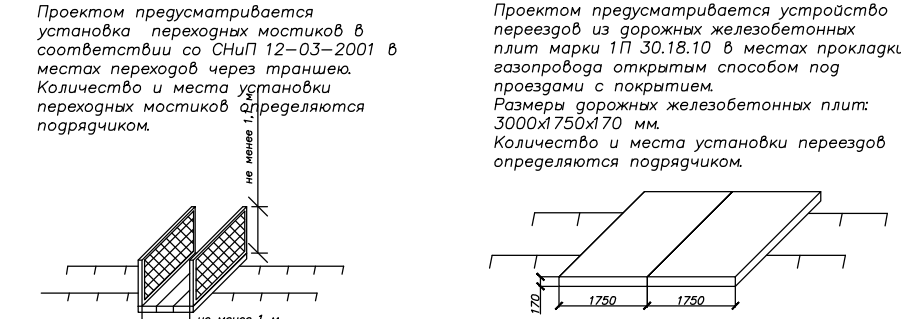 Проектом предусматривается
установка переходных мостиков в
соответствии со СНиП 12-03-2001 в
местах переходов через траншею.
Количество и места установки
переходных мостиков определяются
подрядчиком.
не менее 1, м
не менее 1 м
Проектом предусматривается устройство
переездов из дорожных железобетонных
плит марки 1П 30.18.10 в местах прокладки
газопровода открытым способом под
проездами с покрытием.
Размеры дорожных железобетонных плит:
3000х1750х170 мм.
Количество и места установки переездов
определяются подрядчиком.
170
1750
1750